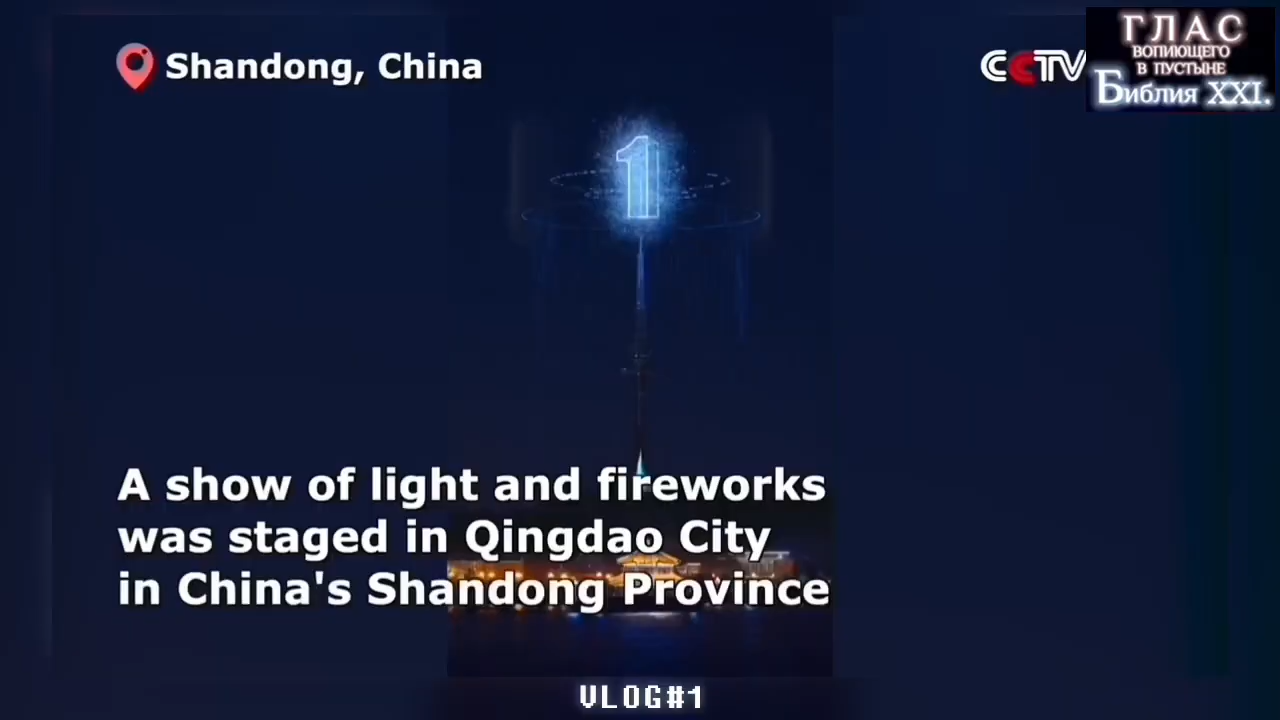 Shandong, China
CCTV
ГЛАС
ВОПИЮЩЕГО
В ПУСТЫНЕ
Библия XXI.
1
A show of light and fireworks
was staged in Qingdao City
in China's Shandong Province
VLOG#1